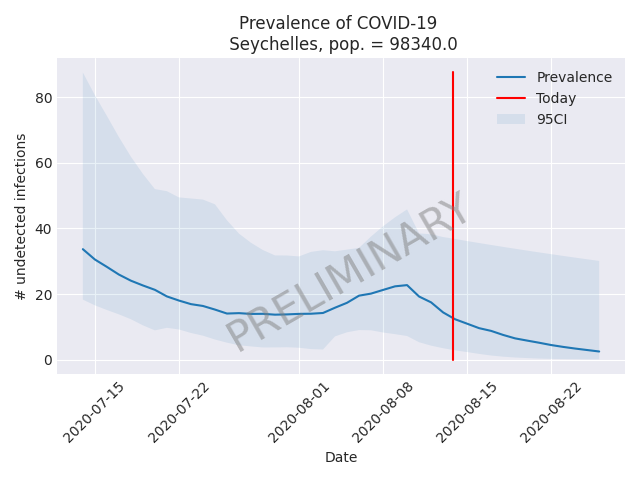 Prevalence of COVID-19
Seychelles, pop. = 98340.0
Prevalence
Today
95CI
PRELIMINARY
# undetected infections
80
60
40
20
0
2020-07-15
2020-07-22
2020-08-01
2020-08-08
2020-08-15
2020-08-22
Date